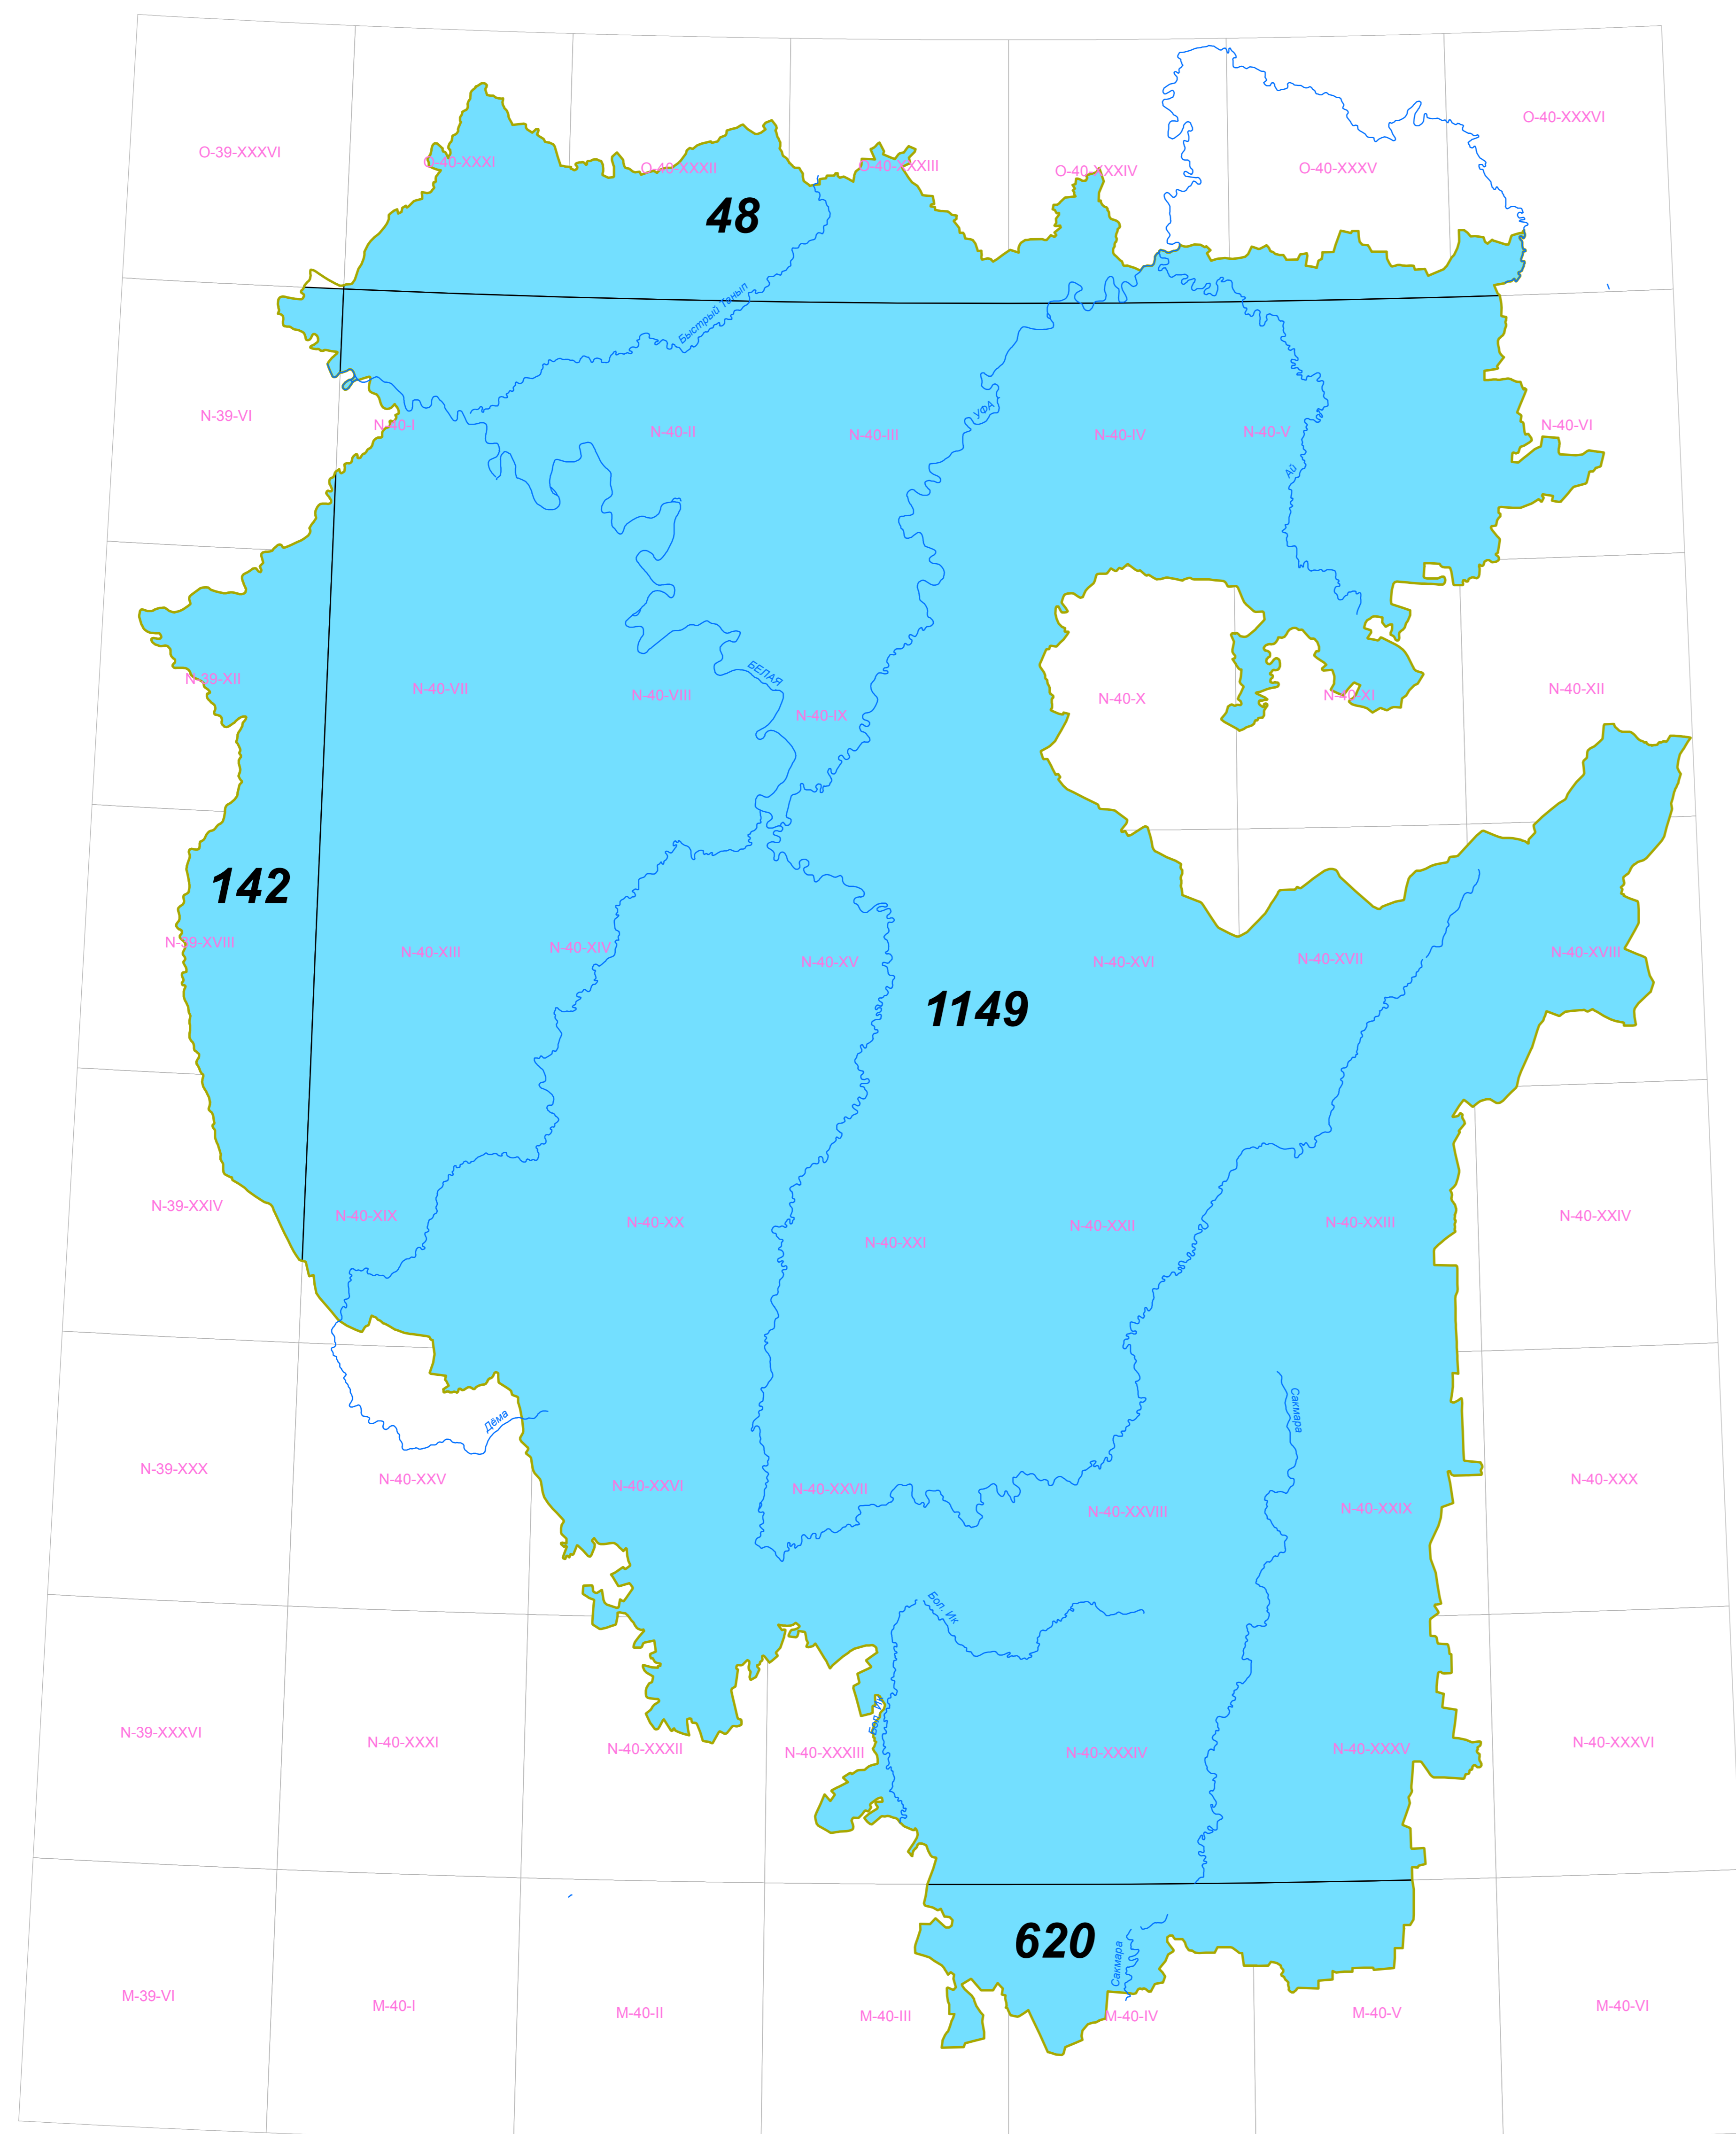 O-40-XXXVI
O-39-XXXVI
O-40-XXXI
O-40-XXXII
O-40-XXXIII
O-40-XXXIV
O-40-XXXV
48
Быстрый Танып
N-39-VI
N-40-I
N-40-II
N-40-III
УФА
N-40-IV
N-40-V
N-40-VI
Ай
N-39-XII
N-40-VII
N-40-VIII
БЕЛАЯ
N-40-IX
N-40-X
N-40-XI
N-40-XII
142
N-39-XVIII
N-40-XIII
N-40-XIV
N-40-XV
N-40-XVI
N-40-XVII
N-40-XVIII
1149
N-39-XXIV
N-40-XIX
N-40-XX
N-40-XXI
N-40-XXII
N-40-XXIII
N-40-XXIV
Дёма
Сакмара
N-39-XXX
N-40-XXV
N-40-XXVI
N-40-XXVII
N-40-XXVIII
N-40-XXIX
N-40-XXX
Бол. Ик
Бол. Ик
N-39-XXXVI
N-40-XXXI
N-40-XXXII
N-40-XXXIII
N-40-XXXIV
N-40-XXXV
N-40-XXXVI
620
Сакмара
M-39-VI
M-40-I
M-40-II
M-40-III
M-40-IV
M-40-V
M-40-VI